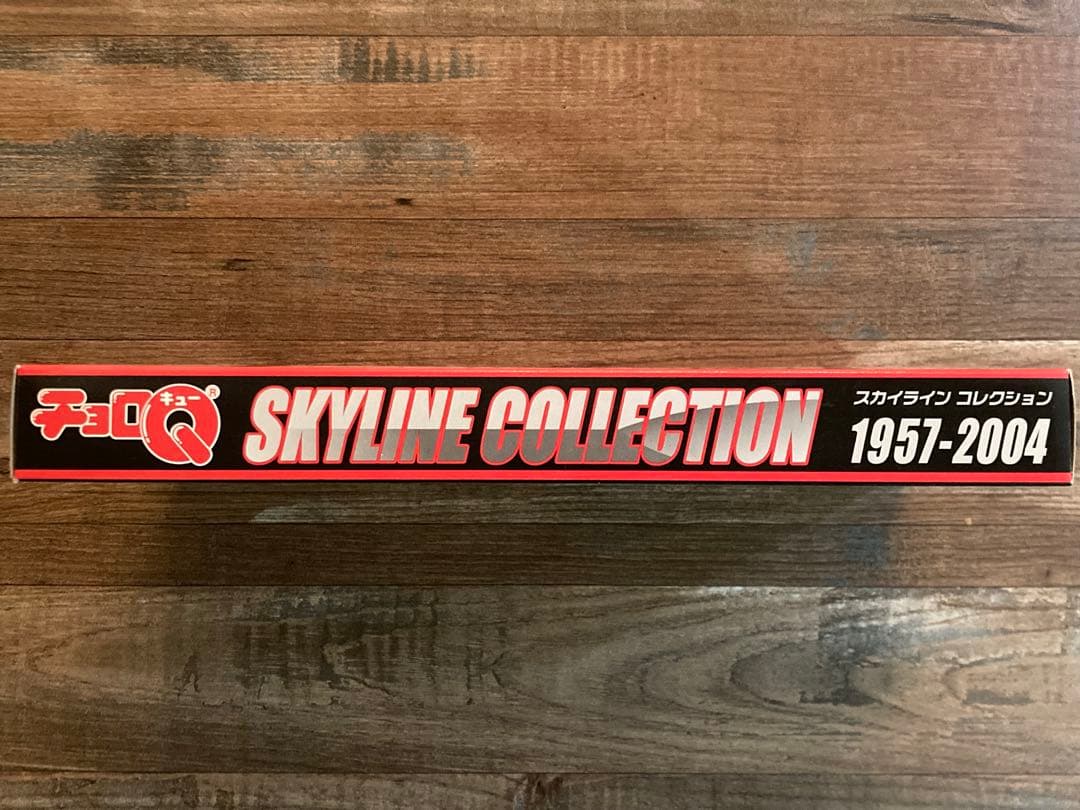 チョロQ
キュー
®
SKYLINE COLLECTION
スカイライン コレクション
1957-2004